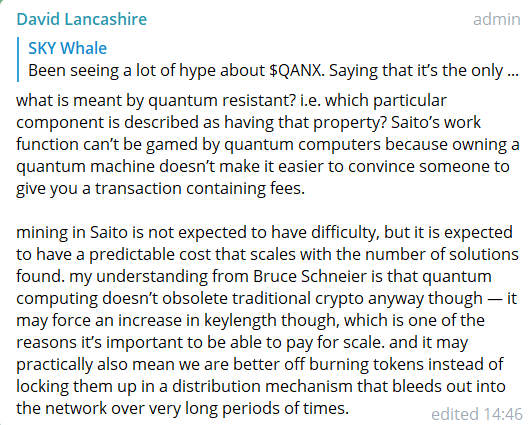 David Lancashire admin
SKY Whale
Been seeing a lot of hype about $QANX. Saying that it's the only ...
what is meant by quantum resistant? i.e. which particular
component is described as having that property? Saito's work
function can't be gamed by quantum computers because owning a
quantum machine doesn't make it easier to convince someone to
give you a transaction containing fees.
mining in Saito is not expected to have difficulty, but it is expected
to have a predictable cost that scales with the number of solutions
found. my understanding from Bruce Schneier is that quantum
computing doesn't obsolete traditional crypto anyway though — it
may force an increase in keylength though, which is one of the
reasons it's important to be able to pay for scale. and it may
practically also mean we are better off burning tokens instead of
locking them up in a distribution mechanism that bleeds out into
the network over very long periods of times.
edited 14:46